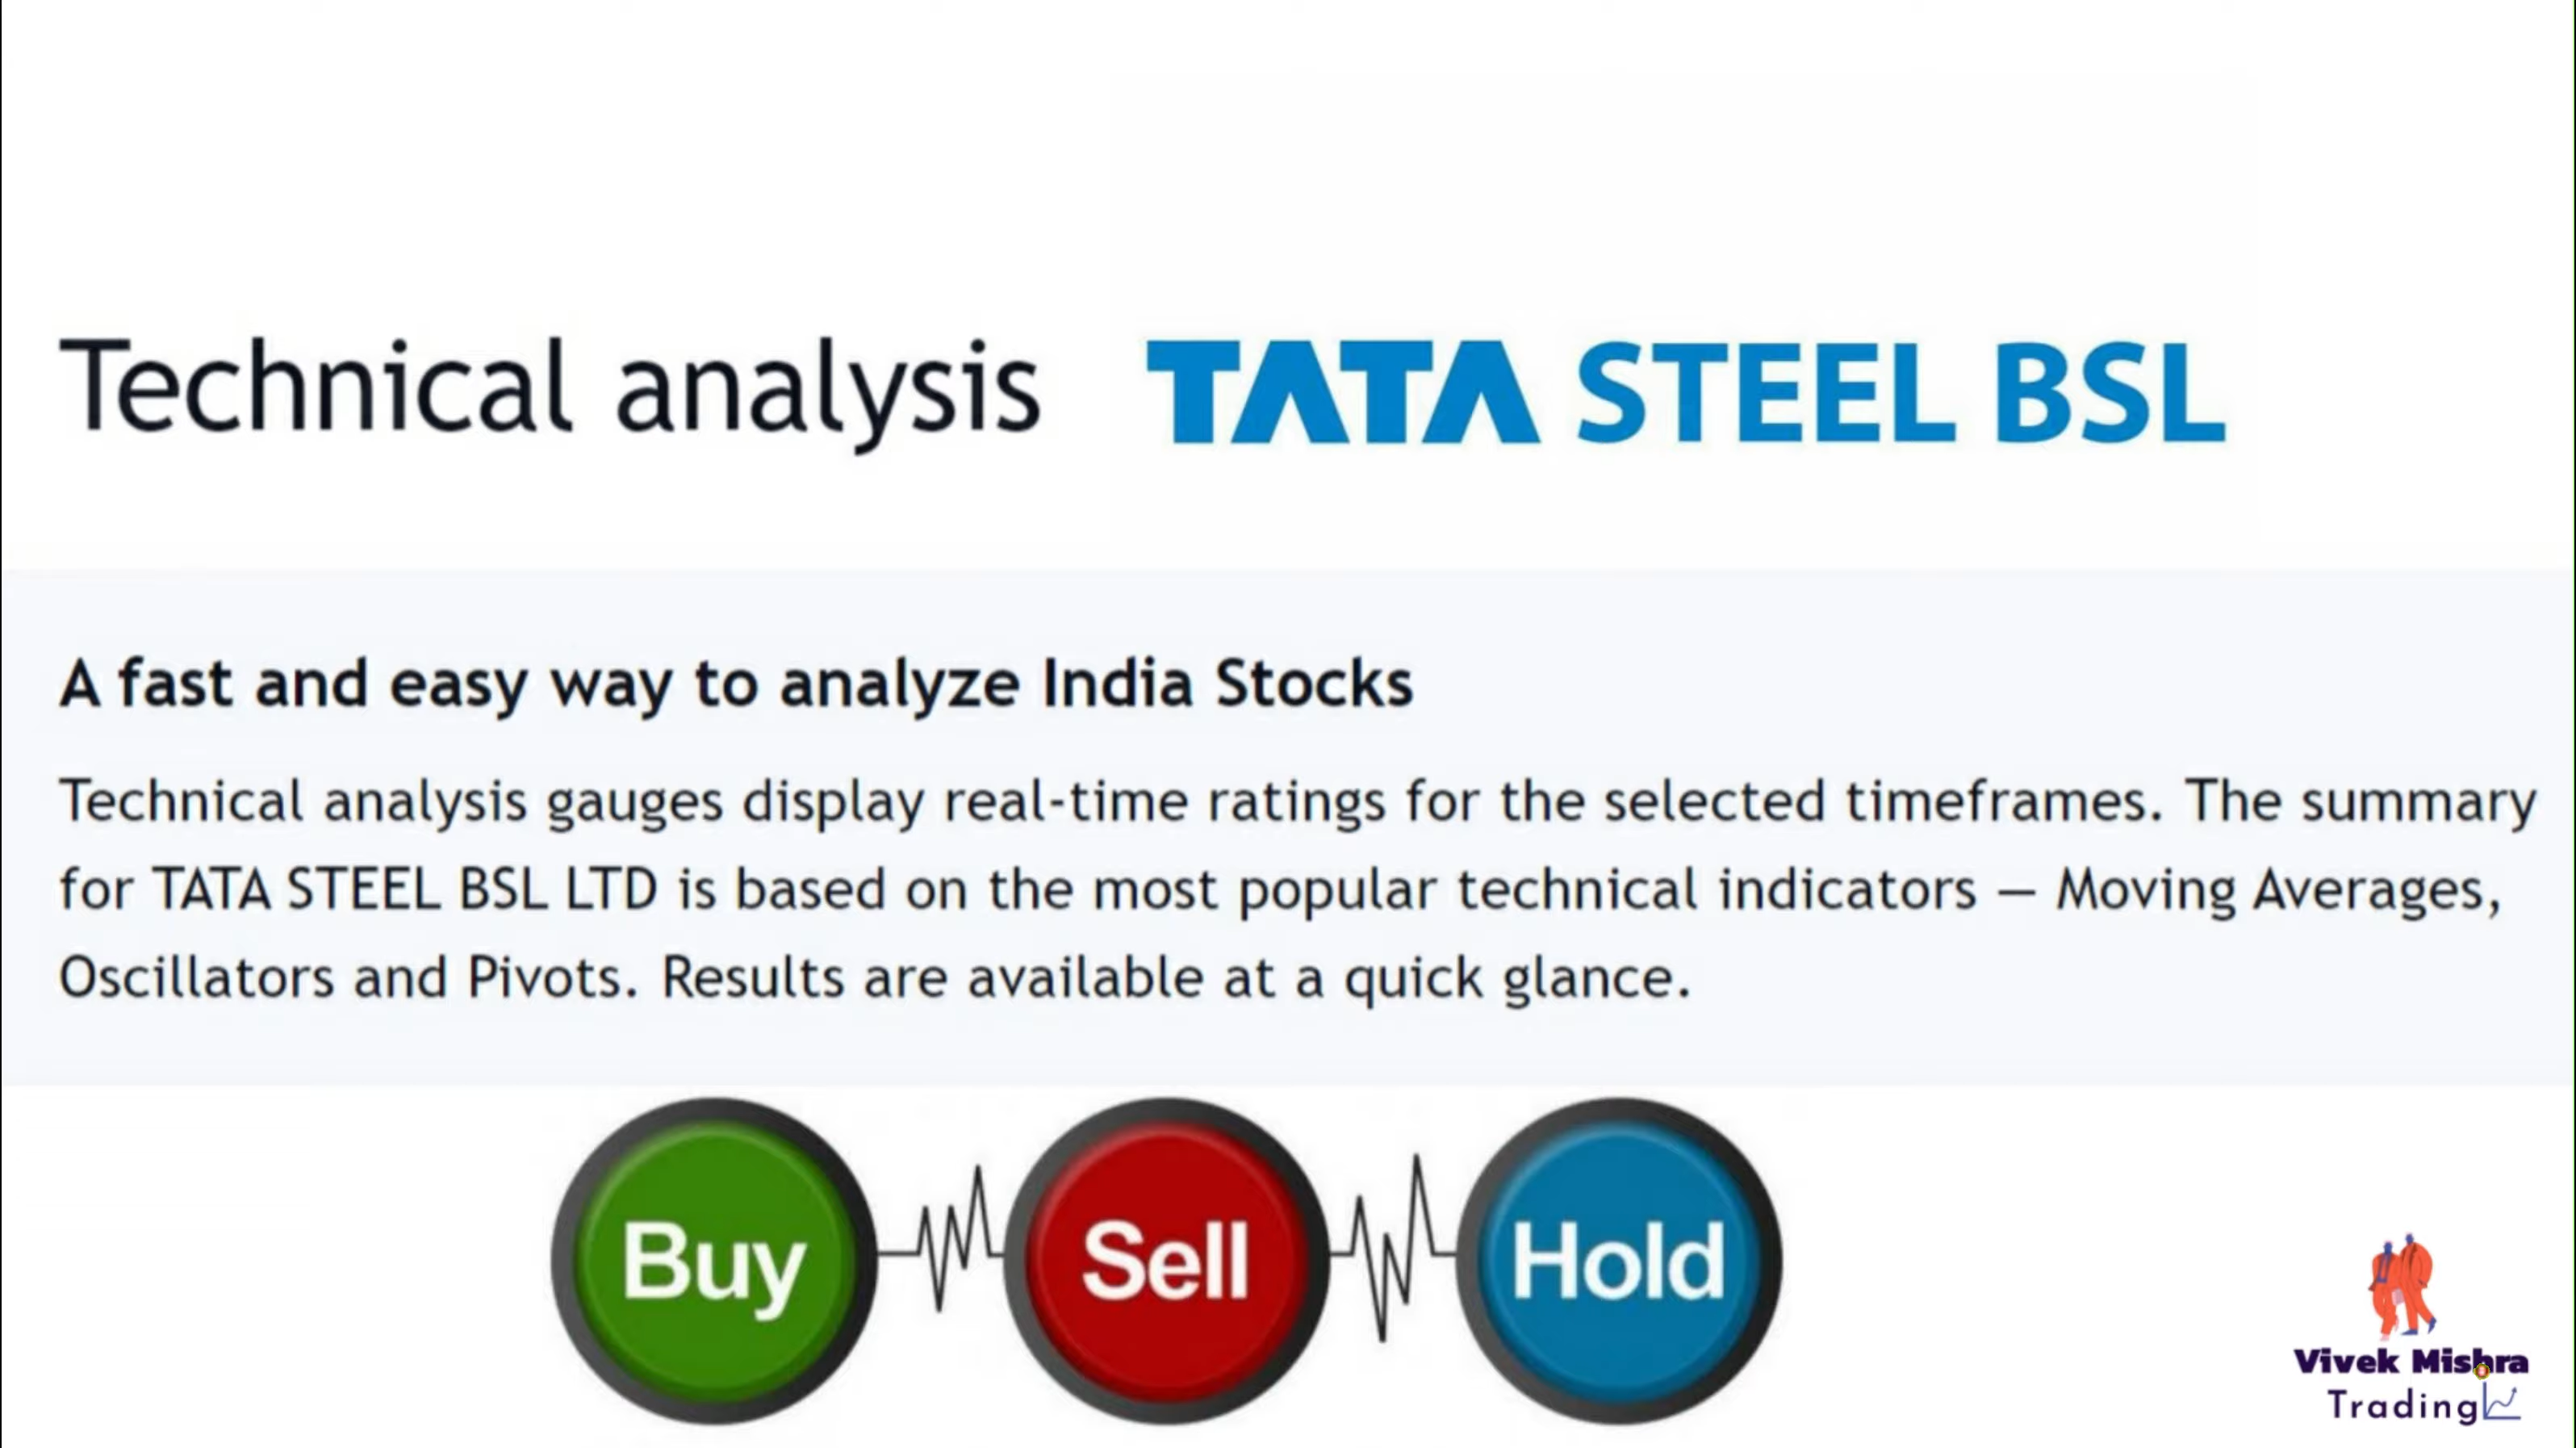 Technical analysis TATA STEEL BSL
A fast and easy way to analyze India Stocks
Technical analysis gauges display real-time ratings for the selected timeframes. The summary
for TATA STEEL BSL LTD is based on the most popular technical indicators — Moving Averages,
Oscillators and Pivots. Results are available at a quick glance.
Buy Sell Hold
Vivek Mishra
Trading